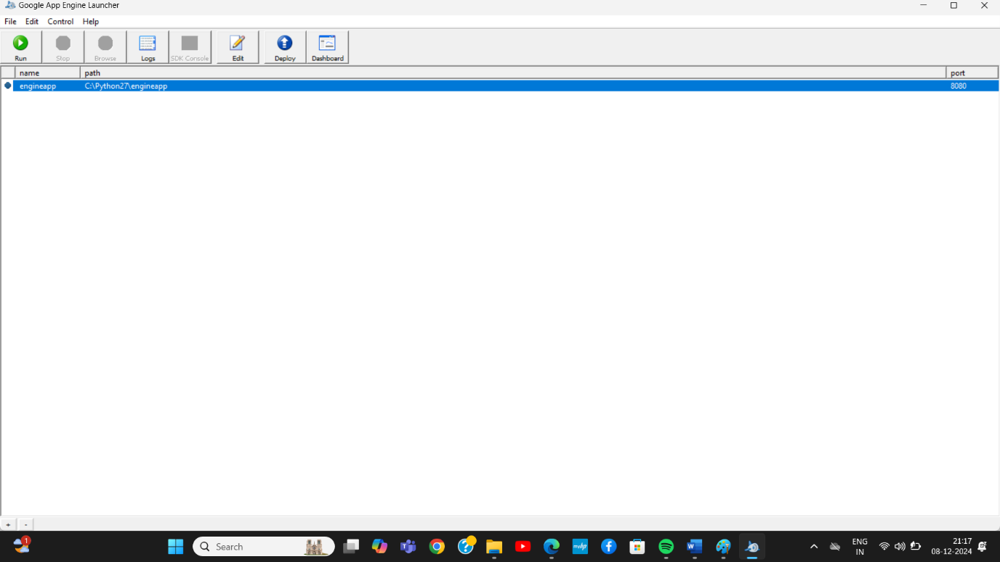 Google App Engine Launcher
File Edit Control Help
Run Stop Browse Logs SDK Console Edit Deploy Dashboard
name path port
engineapp C:\Python27\engineapp 8080
+ -
1 Search mvhp W ENG 21:17
IN 08-12-2024